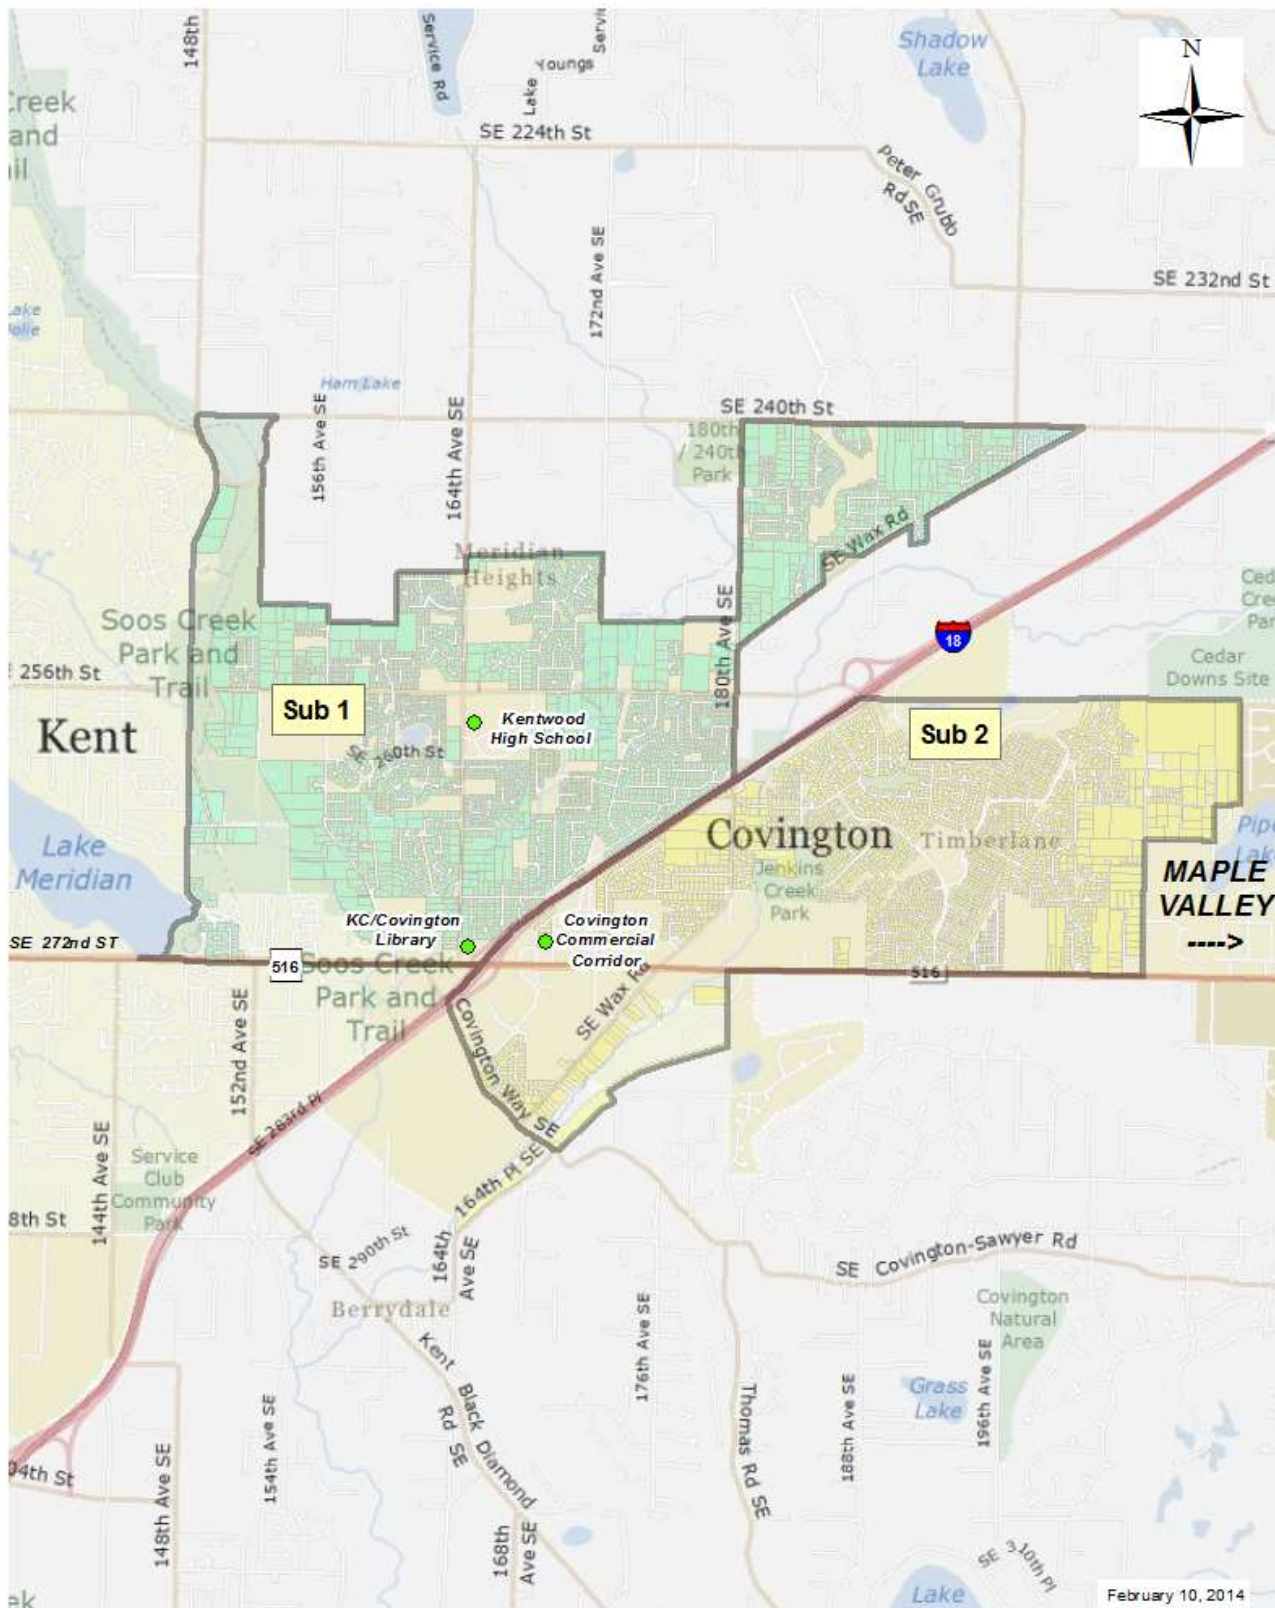 148th
Service Rd
Lake
Youngs
Servi
Shadow
Lake
N
Creek
and
SE 224th St
Peter Grubb
Rd SE
172nd Ave SE
SE 232nd St
Ham Lake
156th Ave SE
164th Ave SE
SE 240th St
180th
/ 240th
Park
Meridian
Heights
SE Wax Rd
180th Ave SE
18
Soos Creek
Park and
Trail
256th St
Cedar
Downs Site
Sub 1
Kentwood
High School
Kent
SE 260th St
Sub 2
Covington
Timberlane
Lake
Meridian
Jenkins
Creek
Park
MAPLE
VALLEY
---->
KC/Covington
Library
Covington
Commercial
Corridor
SE 272nd ST
516
516
Soos Creek
Park and
Trail
SE Wax Rd
Covington Way SE
152nd Ave SE
SE 283rd Pl
144th Ave SE
Service
Club
Community
Park
164th Pl SE
8th St
SE 290th St
164th
Ave SE
SE Covington-Sawyer Rd
Berrydale
Covington
Natural
Area
176th Ave SE
Kent Black Diamond
Rd SE
Thomas Rd SE
188th Ave SE
Grass
Lake
196th Ave SE
154th Ave SE
04th St
148th Ave SE
168th
Ave SE
SE 310th Pl
Lake
February 10, 2014